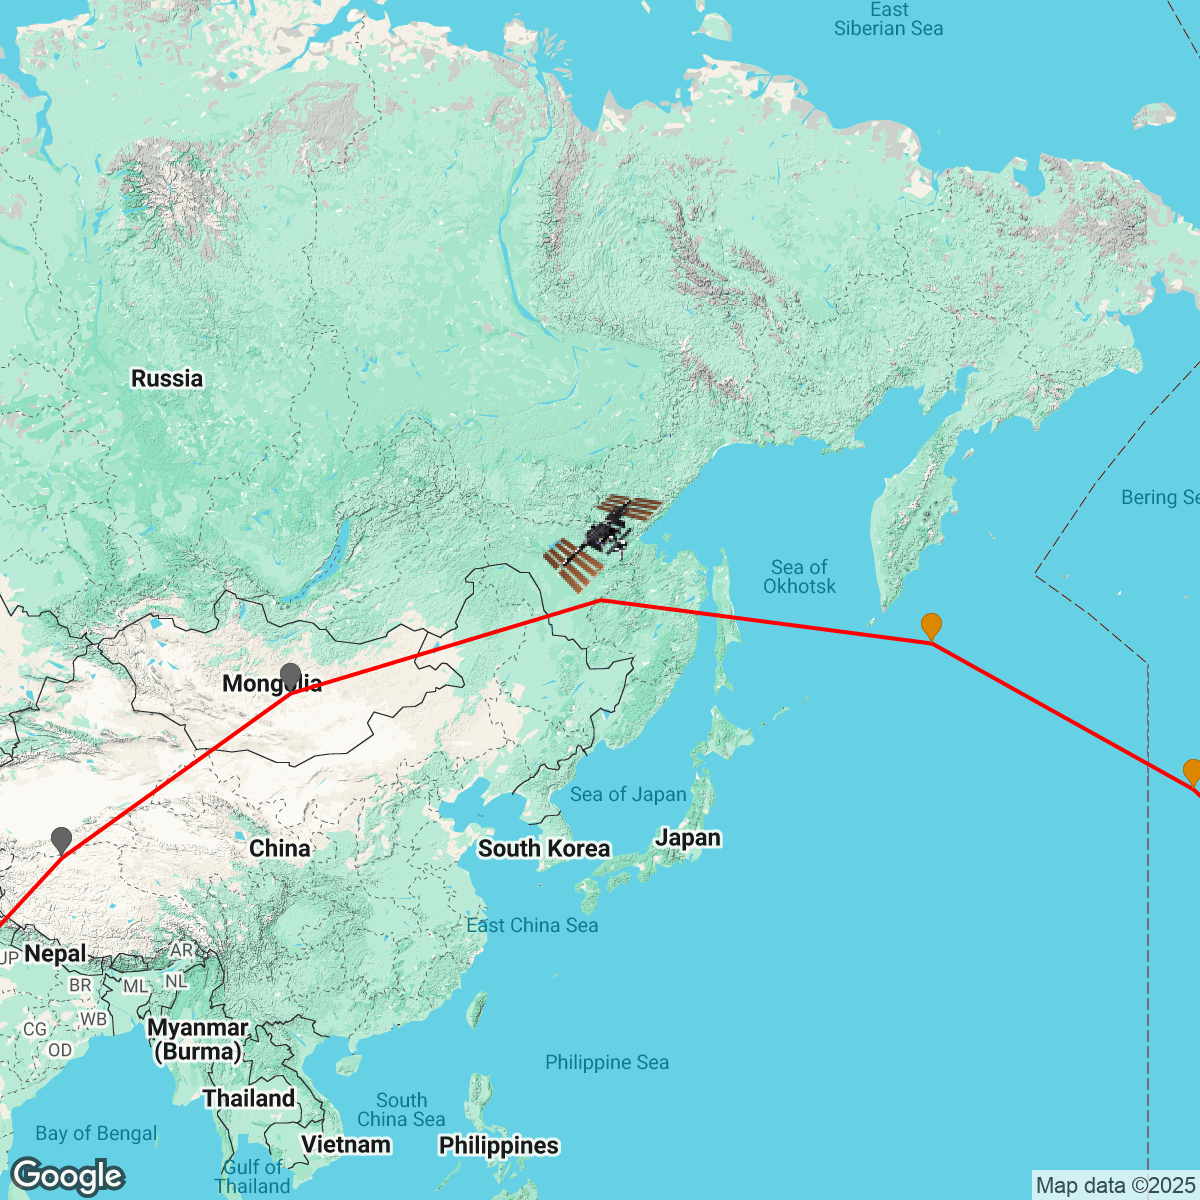 East
Siberian Sea
Russia
Bering Se
Sea of
Okhotsk
Mongolia
Sea of Japan
Japan
South Korea
China
East China Sea
Nepal
UP
AR
BR
ML
NL
WB
CG
OD
Myanmar
(Burma)
Philippine Sea
Thailand
South
China Sea
Bay of Bengal
Vietnam
Philippines
Gulf of
Thailand
Google
Map data ©2025